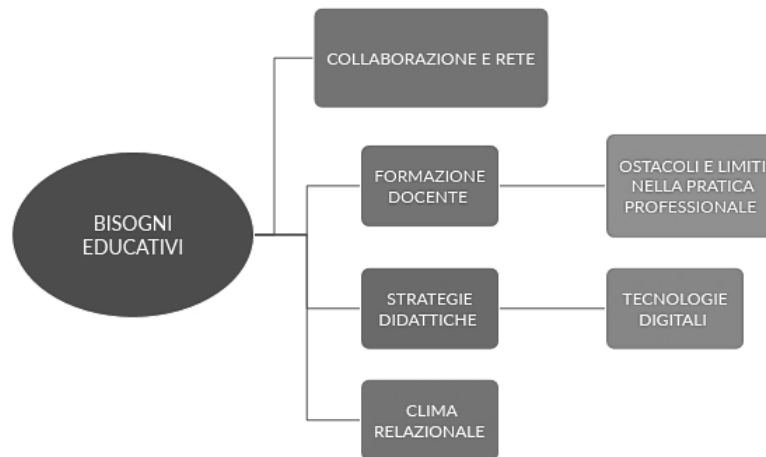 COLLABORAZIONE E RETE
BISOGNI
EDUCATIVI
FORMAZIONE
DOCENTE
OSTACOLI E LIMITI
NELLA PRATICA
PROFESSIONALE
STRATEGIE
DIDATTICHE
TECNOLOGIE
DIGITALI
CLIMA
RELAZIONALE